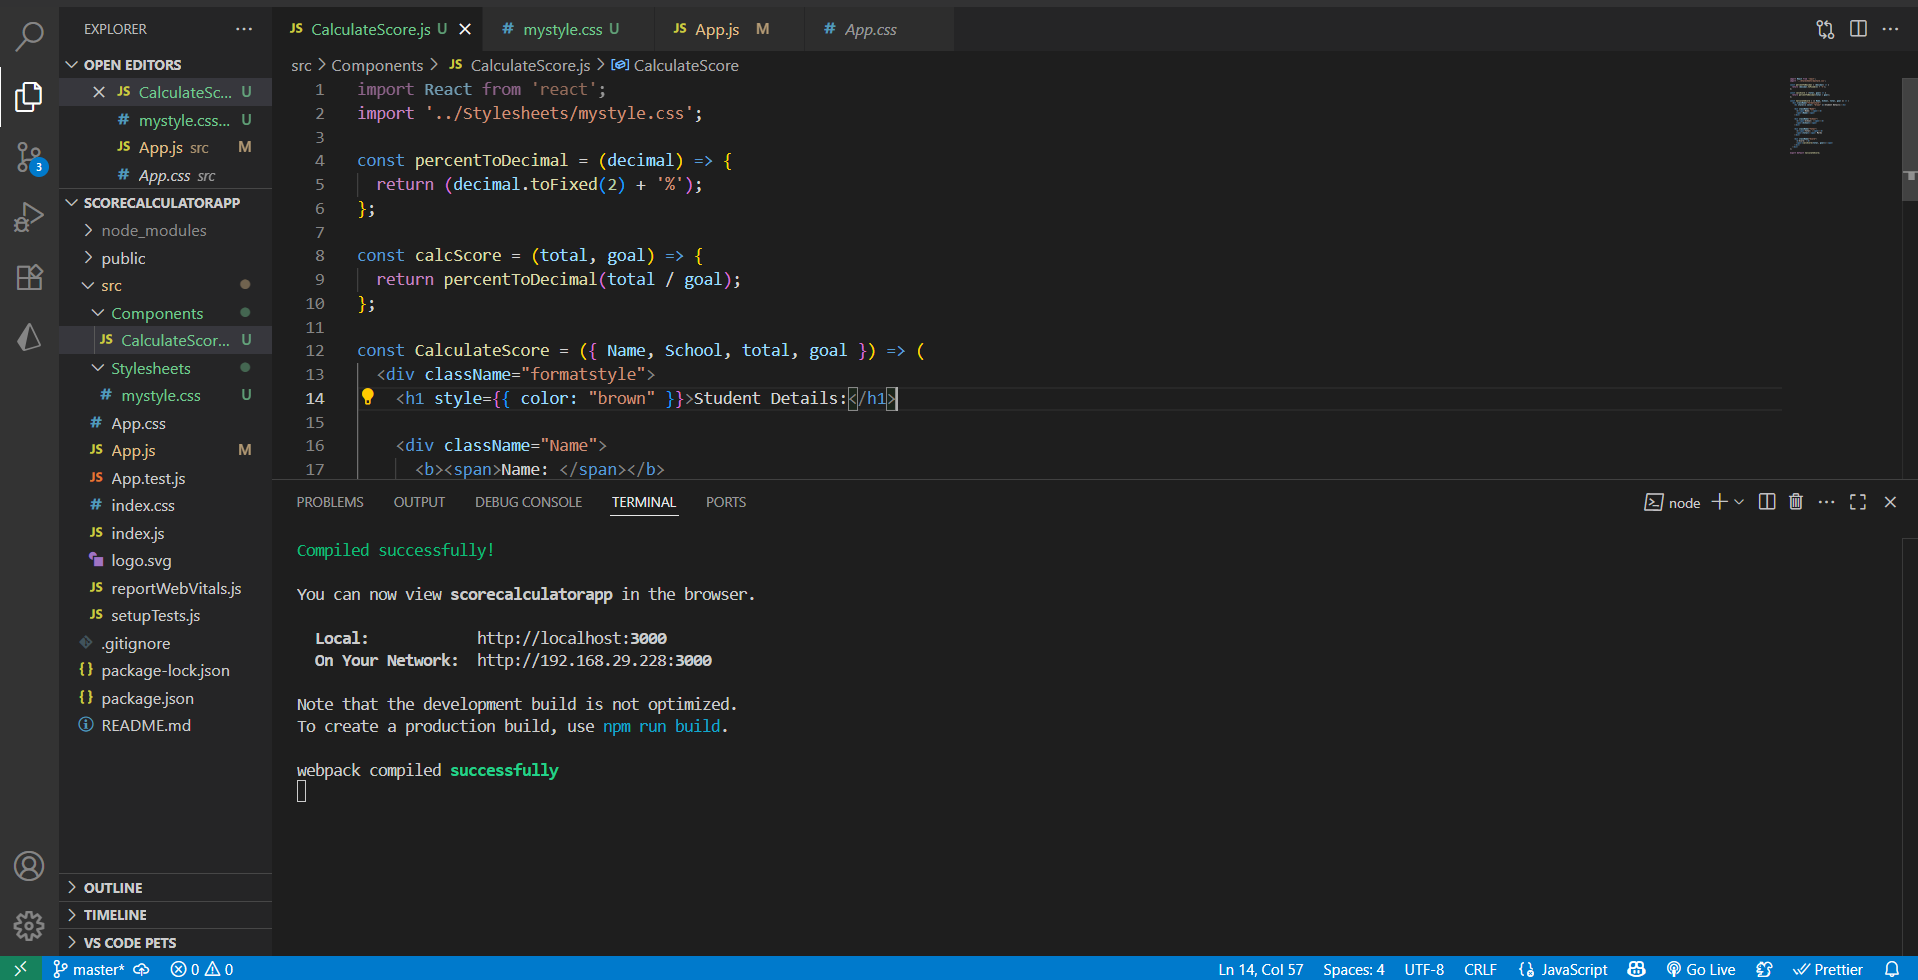 EXPLORER
OPEN EDITORS
JS CalculateSc... U
# mystyle.css... U
JS App.js src M
# App.css src
SCORECALCULATORAPP
node_modules
public
src
Components
JS CalculateScor... U
Stylesheets
# mystyle.css U
# App.css
JS App.js M
JS App.test.js
# index.css
JS index.js
logo.svg
JS reportWebVitals.js
JS setupTests.js
.gitignore
{} package-lock.json
{} package.json
README.md
OUTLINE
TIMELINE
VS CODE PETS
3
JS CalculateScore.js U
# mystyle.css U
JS App.js M
# App.css
src > Components > JS CalculateScore.js > CalculateScore
1 import React from 'react';
2 import '../Stylesheets/mystyle.css';
3
4 const percentToDecimal = (decimal) => {
5 return (decimal.toFixed(2) + '%');
6 };
7
8 const calcScore = (total, goal) => {
9 return percentToDecimal(total / goal);
10 };
11
12 const CalculateScore = ({ Name, School, total, goal }) => (
13 <div className="formatstyle">
14 <h1 style={{ color: "brown" }}>Student Details:</h1>
15
16 <div className="Name">
17 <b><span>Name: </span></b>
PROBLEMS OUTPUT DEBUG CONSOLE TERMINAL PORTS
node
Compiled successfully!
You can now view scorecalculatorapp in the browser.
Local: http://localhost:3000
On Your Network: http://192.168.29.228:3000
Note that the development build is not optimized.
To create a production build, use npm run build.
webpack compiled successfully
master* 0 0
Ln 14, Col 57 Spaces: 4 UTF-8 CRLF {} JavaScript Go Live Prettier